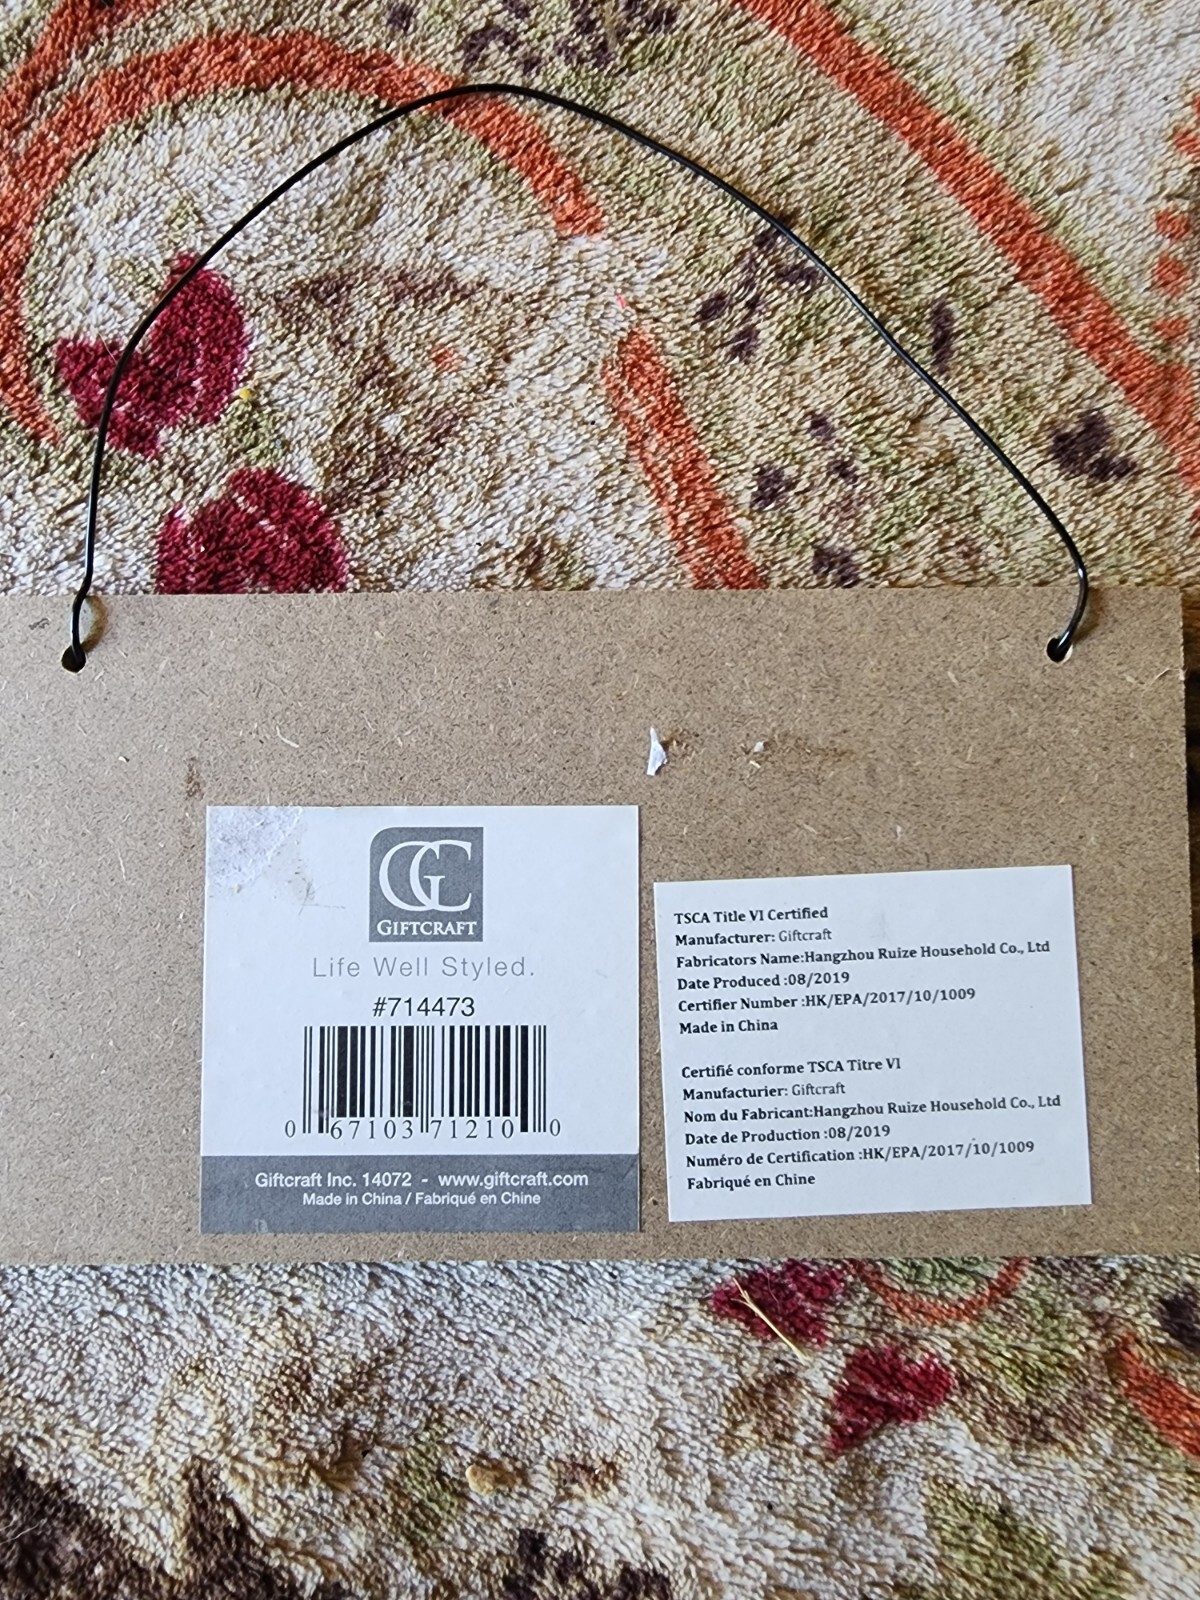 GC
GIFTCRAFT
Life Well Styled.
#714473
0 67103 71210 0
Giftcraft Inc. 14072 - www.giftcraft.com
Made in China / Fabriqué en Chine
TSCA Title VI Certified
Manufacturer: Giftcraft
Fabricators Name:Hangzhou Ruize Household Co., Ltd
Date Produced :08/2019
Certifier Number :HK/EPA/2017/10/1009
Made in China
Certifié conforme TSCA Titre VI
Manufacturier: Giftcraft
Nom du Fabricant:Hangzhou Ruize Household Co., Ltd
Date de Production :08/2019
Numéro de Certification :HK/EPA/2017/10/1009
Fabriqué en Chine